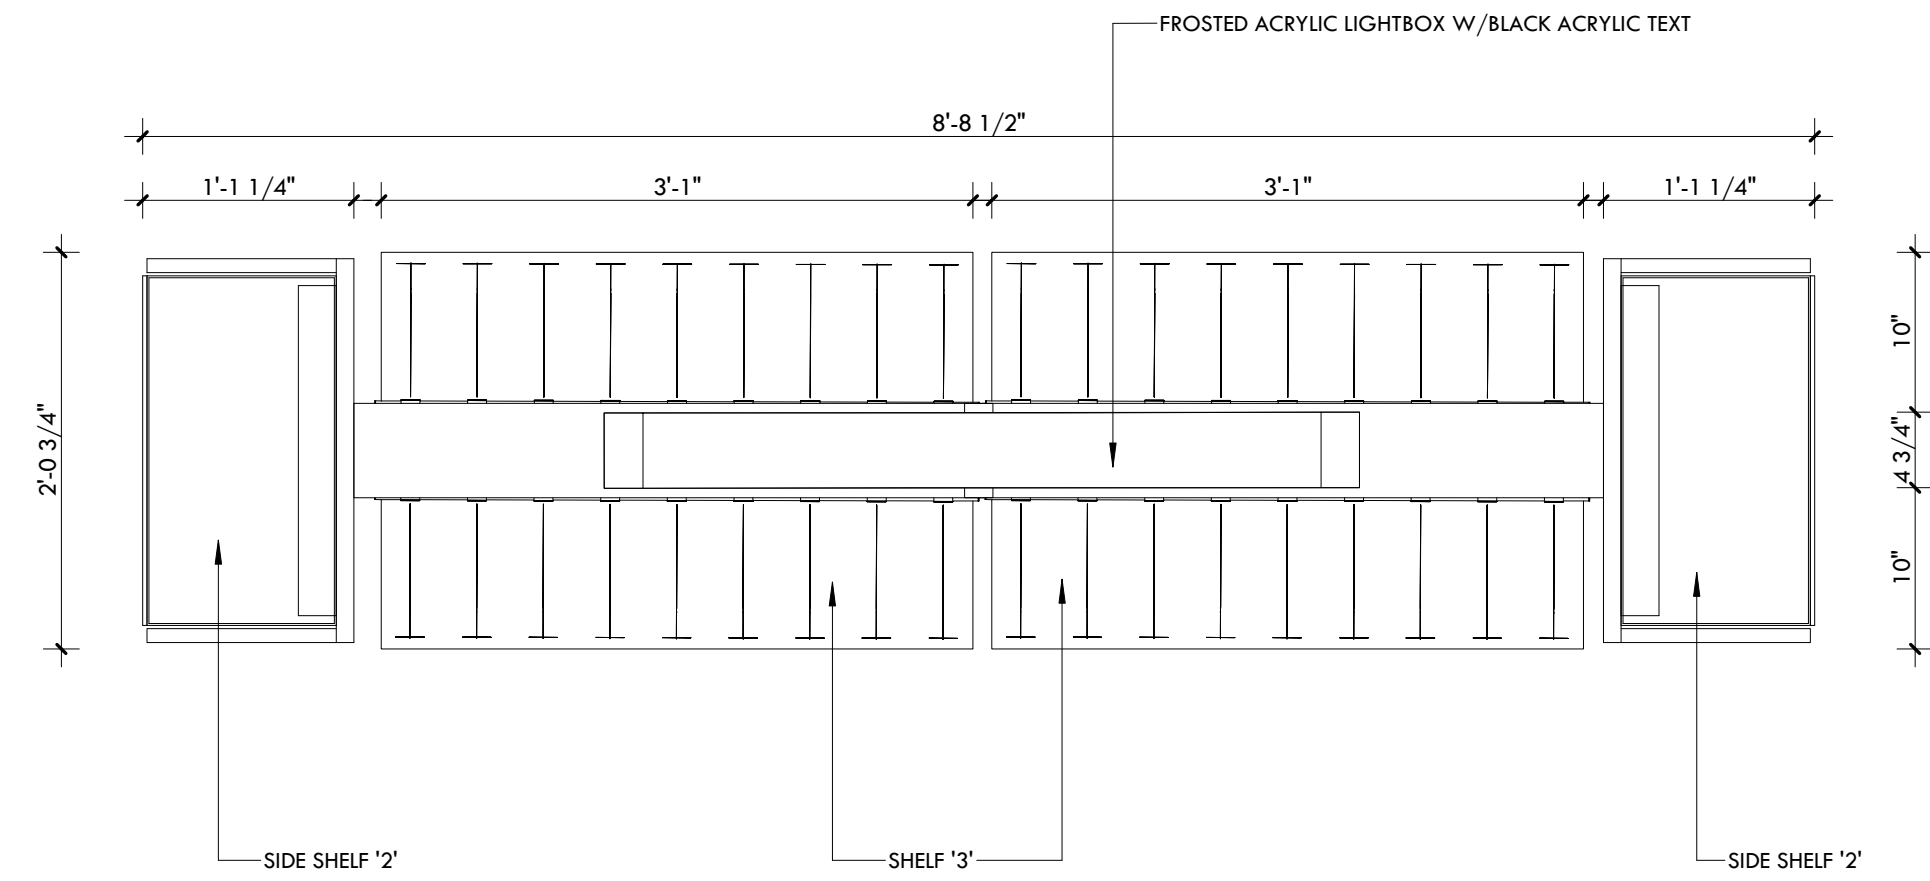 FROSTED ACRYLIC LIGHTBOX W/BLACK ACRYLIC TEXT
8'-8 1/2"
1'-1 1/4"
3'-1"
3'-1"
1'-1 1/4"
2'-0 3/4"
10"
4 3/4"
10"
SIDE SHELF '2'
SHELF '3'
SIDE SHELF '2'